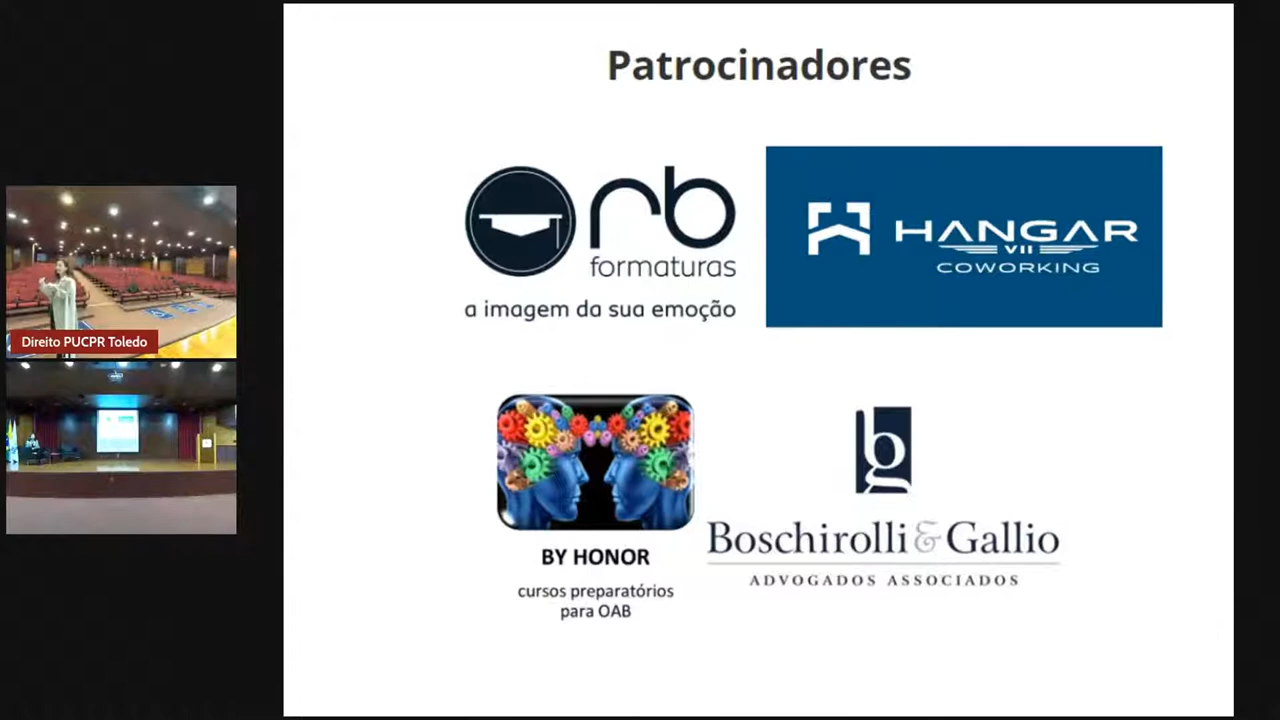 Patrocinadores
rb
formaturas
a imagem da sua emoção
HANGAR
VII
COWORKING
Direito PUCPR Toledo
BY HONOR
cursos preparatórios
para OAB
bg
Boschirolli & Gallio
ADVOGADOS ASSOCIADOS